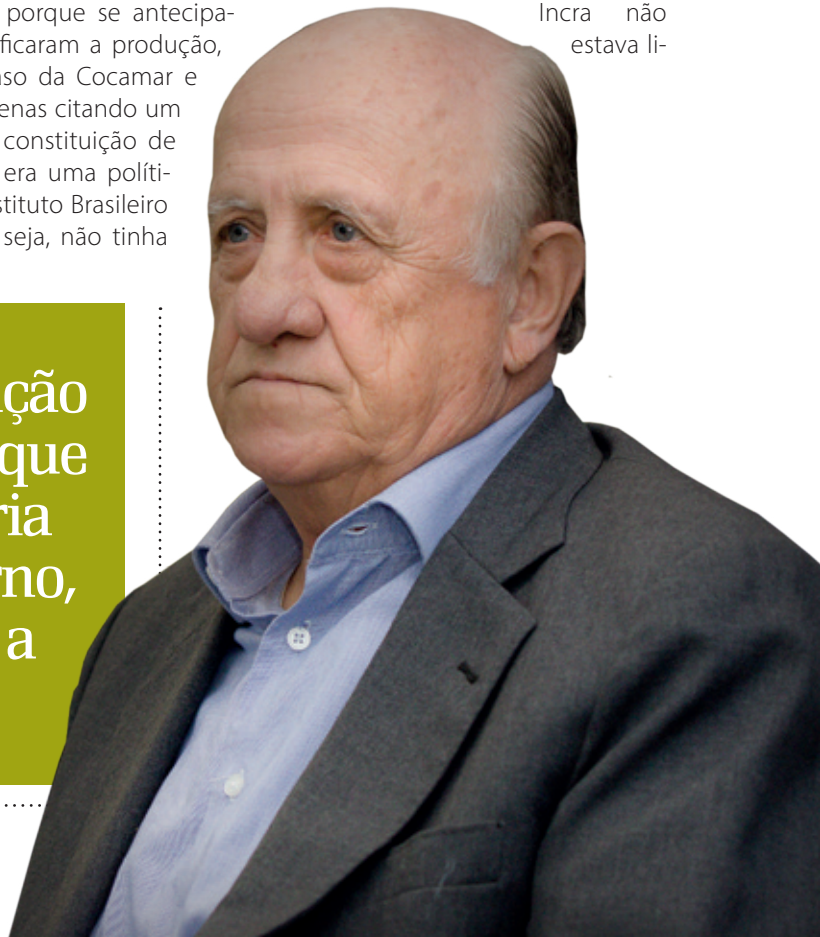 porque se antecipa-
ficaram a produção,
aso da Cocamar e
enas citando um
constituição de
era uma políti-
stituto Brasileiro
seja, não tinha
Incra não
estava li-
ção
que
ria
rno,
a